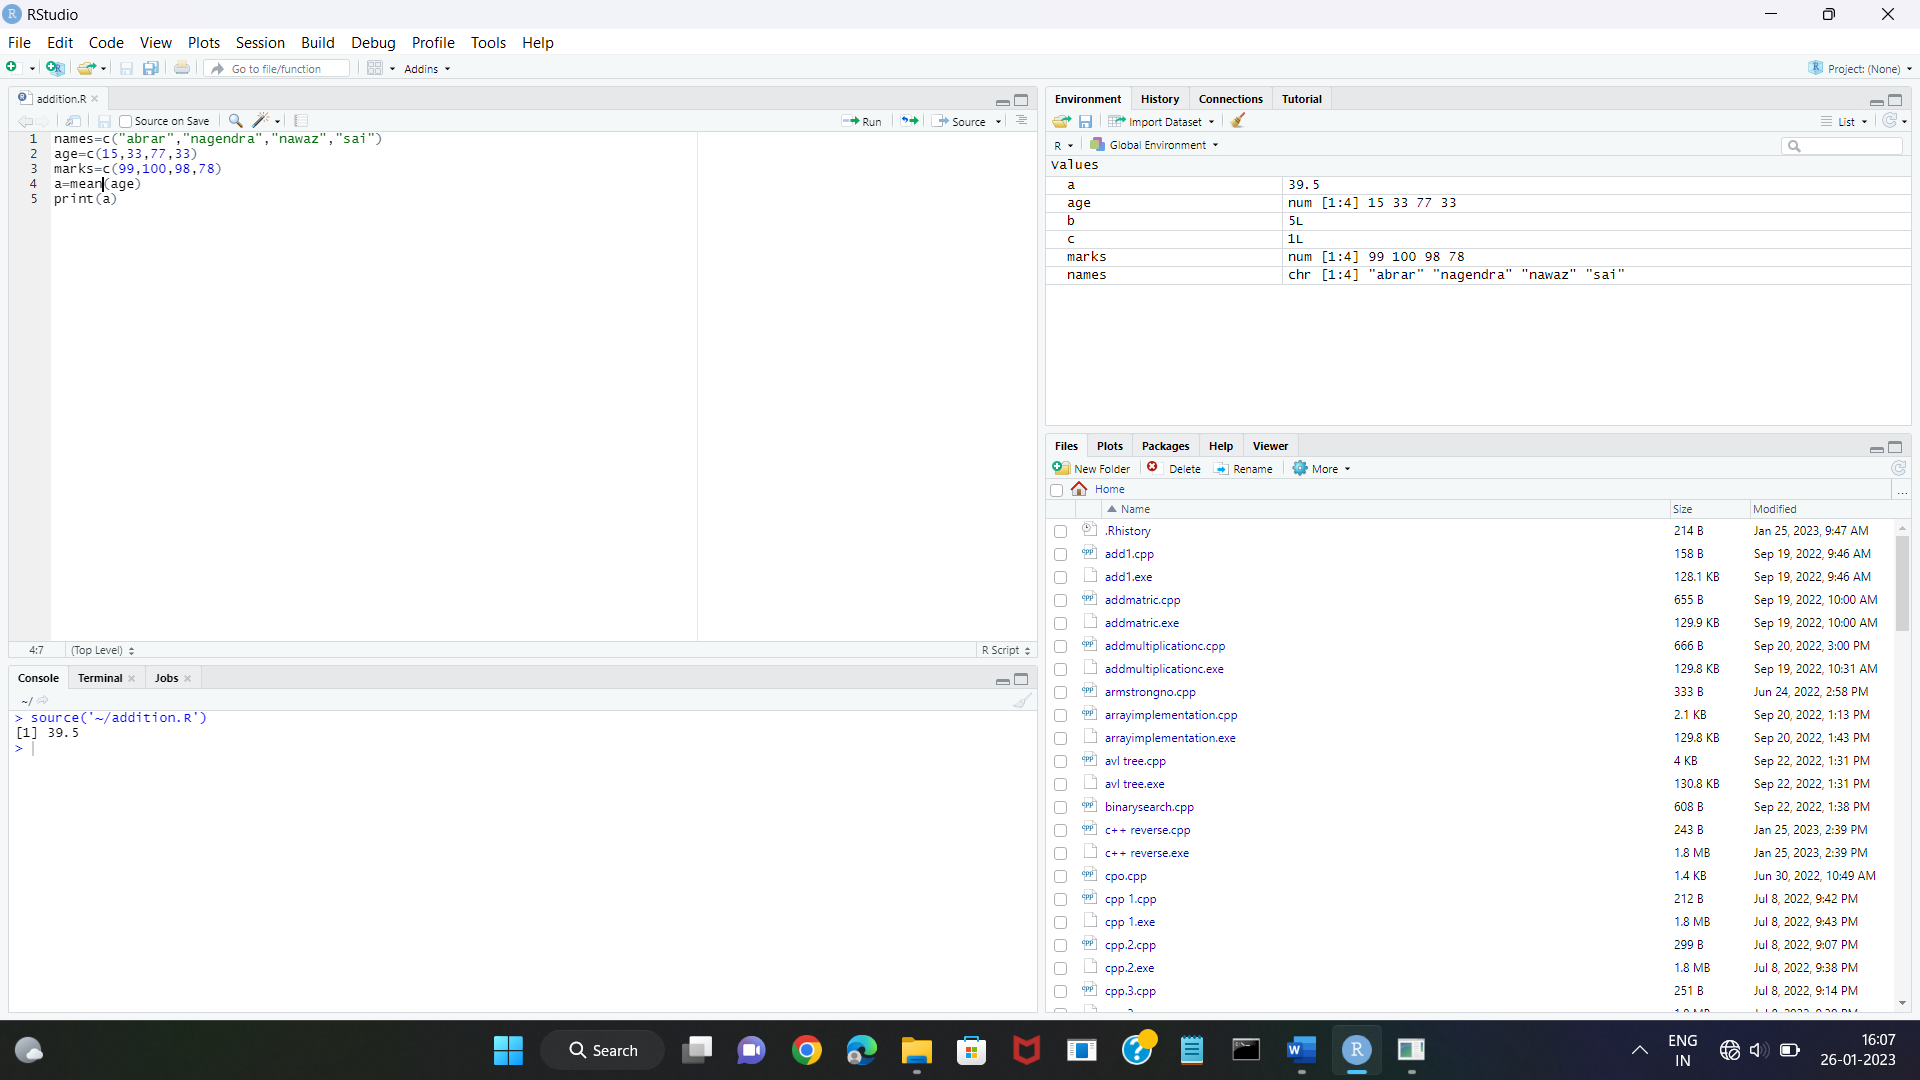 RStudio
File Edit Code View Plots Session Build Debug Profile Tools Help
Go to file/function Addins Project: (None)
addition.R
Source on Save Run Source
1 names=c("abrar","nagendra","nawaz","sai")
2 age=c(15,33,77,33)
3 marks=c(99,100,98,78)
4 a=mean(age)
5 print(a)
4:7 (Top Level) R Script
Console Terminal Jobs
~/
> source('~/addition.R')
[1] 39.5
>
Environment History Connections Tutorial
Import Dataset List
R Global Environment
Values
a 39.5
age num [1:4] 15 33 77 33
b 5L
c 1L
marks num [1:4] 99 100 98 78
names chr [1:4] "abrar" "nagendra" "nawaz" "sai"
Files Plots Packages Help Viewer
New Folder Delete Rename More
Home ...
Name Size Modified
.Rhistory 214 B Jan 25, 2023, 9:47 AM
add1.cpp 158 B Sep 19, 2022, 9:46 AM
add1.exe 128.1 KB Sep 19, 2022, 9:46 AM
addmatric.cpp 655 B Sep 19, 2022, 10:00 AM
addmatric.exe 129.9 KB Sep 19, 2022, 10:00 AM
addmultiplicationc.cpp 666 B Sep 20, 2022, 3:00 PM
addmultiplicationc.exe 129.8 KB Sep 19, 2022, 10:31 AM
armstrongno.cpp 333 B Jun 24, 2022, 2:58 PM
arrayimplementation.cpp 2.1 KB Sep 20, 2022, 1:13 PM
arrayimplementation.exe 129.8 KB Sep 20, 2022, 1:43 PM
avl tree.cpp 4 KB Sep 22, 2022, 1:31 PM
avl tree.exe 130.8 KB Sep 22, 2022, 1:31 PM
binarysearch.cpp 608 B Sep 22, 2022, 1:38 PM
c++ reverse.cpp 243 B Jan 25, 2023, 2:39 PM
c++ reverse.exe 1.8 MB Jan 25, 2023, 2:39 PM
cpo.cpp 1.4 KB Jun 30, 2022, 10:49 AM
cpp 1.cpp 212 B Jul 8, 2022, 9:42 PM
cpp 1.exe 1.8 MB Jul 8, 2022, 9:43 PM
cpp.2.cpp 299 B Jul 8, 2022, 9:07 PM
cpp.2.exe 1.8 MB Jul 8, 2022, 9:38 PM
cpp.3.cpp 251 B Jul 8, 2022, 9:14 PM
Search
ENG 16:07
IN 26-01-2023